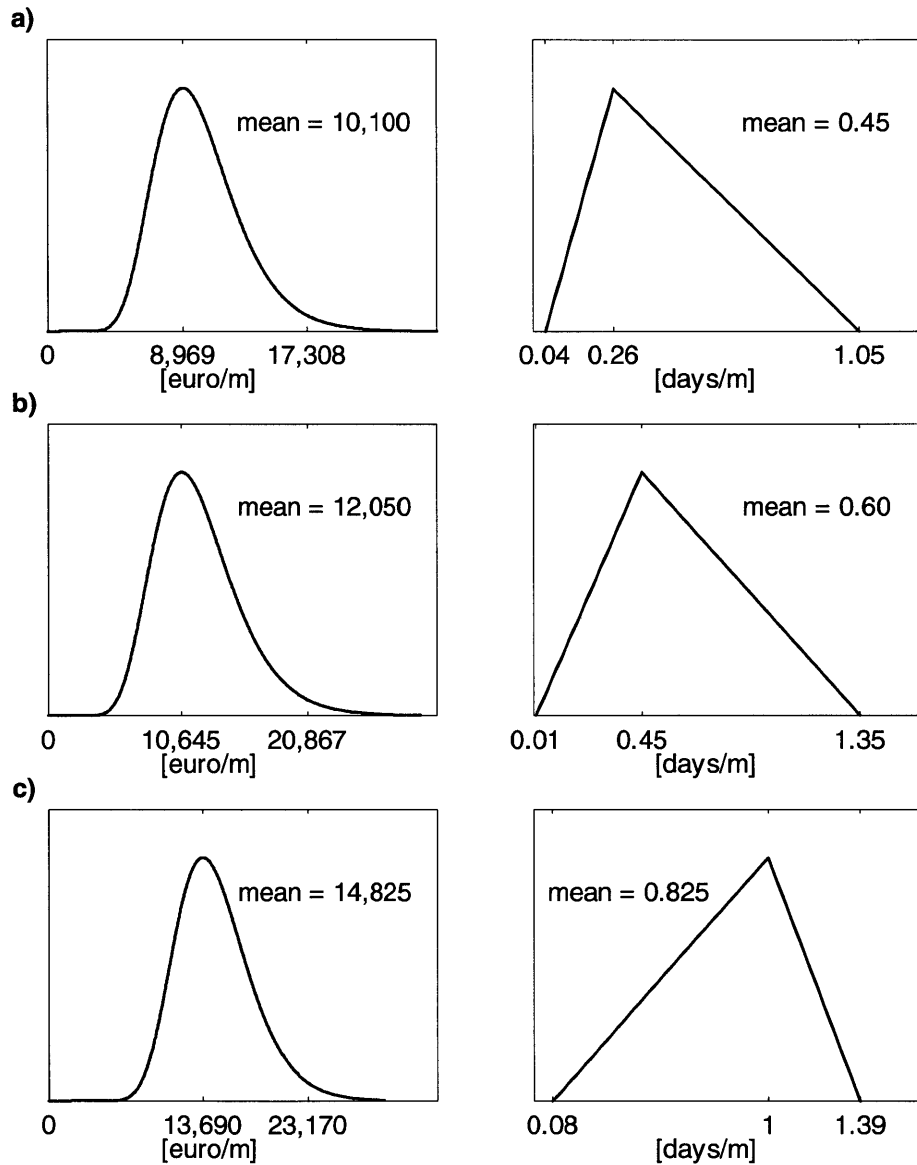 a)
mean = 10,100
mean = 0.45
0 8,969 17,308
[euro/m]
0.04 0.26 1.05
[days/m]
b)
mean = 12,050
mean = 0.60
0 10,645 20,867
[euro/m]
0.01 0.45 1.35
[days/m]
c)
mean = 14,825
mean = 0.825
0 13,690 23,170
[euro/m]
0.08 1 1.39
[days/m]